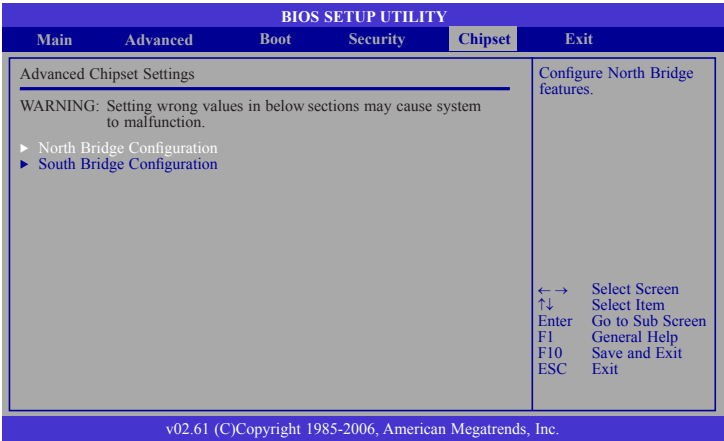 BIOS SETUP UTILITY
Main Advanced Boot Security Chipset Exit
Advanced Chipset Settings
WARNING: Setting wrong values in below sections may cause system
to malfunction.
► North Bridge Configuration
► South Bridge Configuration
Configure North Bridge
features.
←→ Select Screen
↑↓ Select Item
Enter Go to Sub Screen
F1 General Help
F10 Save and Exit
ESC Exit
v02.61 (C)Copyright 1985-2006, American Megatrends, Inc.